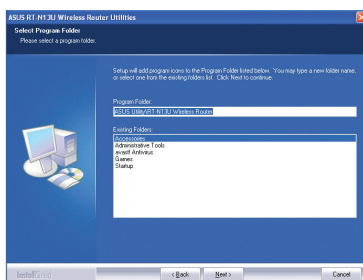 ASUS RT-N13U Wireless Router Utilities
Select Program Folder
Please select a program folder.
Setup will add program icons to the Program Folder listed below. You may type a new folder name,
or select one from the existing folders list. Click Next to continue.
Program Folder:
ASUS Utility\RT-N13U Wireless Router
Existing Folders:
Accessories
Administrative Tools
avast! Antivirus
Games
Startup
InstallShield
< Back
Next >
Cancel